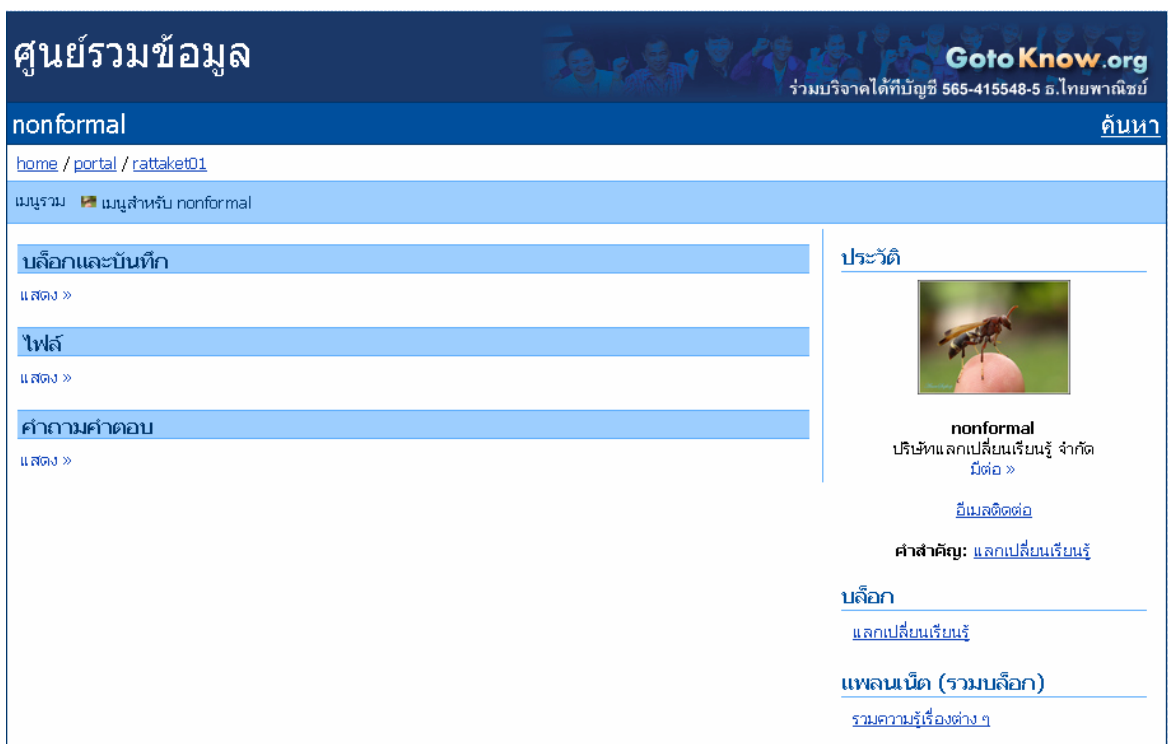 ศูนย์รวมข้อมูล
GotoKnow.org
ร่วมบริจาคได้ที่บัญชี 565-415548-5 ธ.ไทยพาณิชย์
nonformal
ค้นหา
home / portal / rattaket01
เมนูรวม เมนูสำหรับ nonformal
บล็อกและบันทึก
แสดง »
ไฟล์
แสดง »
คำถามคำตอบ
แสดง »
ประวัติ
nonformal
บริษัทแลกเปลี่ยนเรียนรู้ จำกัด
มีต่อ »
อีเมลติดต่อ
คำสำคัญ: แลกเปลี่ยนเรียนรู้
บล็อก
แลกเปลี่ยนเรียนรู้
แพลนเน็ต (รวมบล็อก)
รวมความรู้เรื่องต่าง ๆ